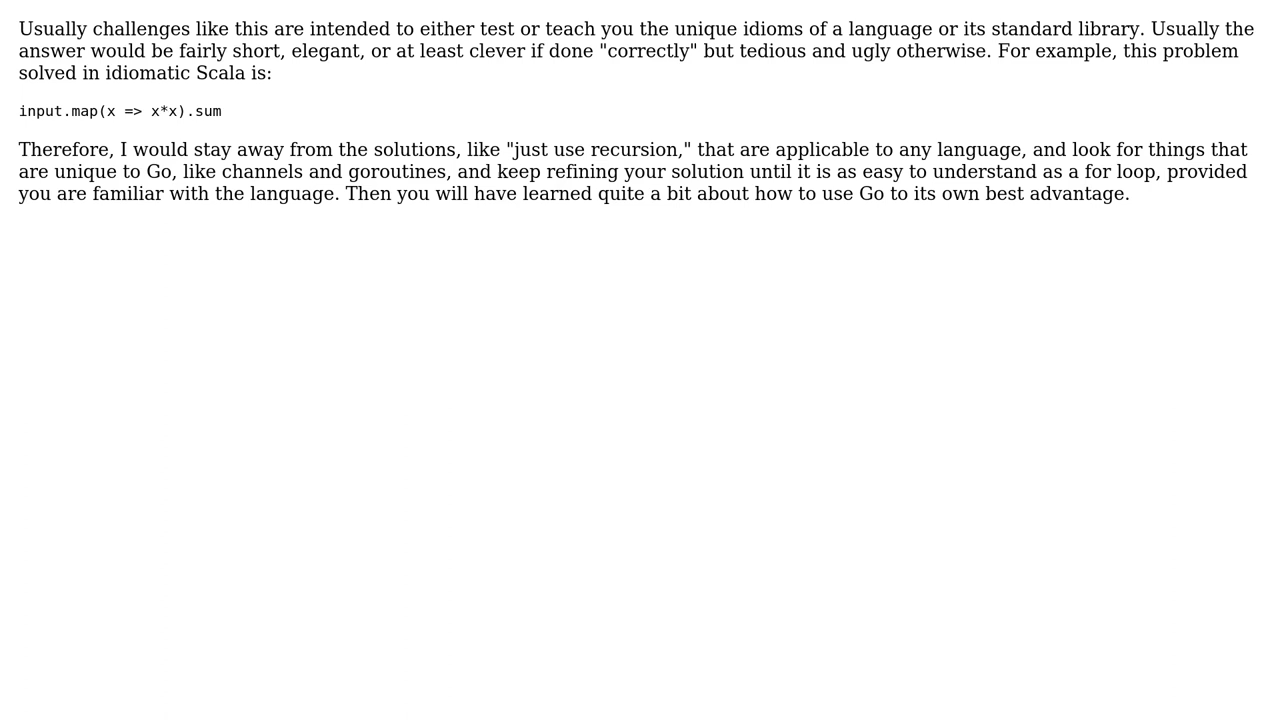 Usually challenges like this are intended to either test or teach you the unique idioms of a language or its standard library. Usually the
answer would be fairly short, elegant, or at least clever if done "correctly" but tedious and ugly otherwise. For example, this problem
solved in idiomatic Scala is:
input.map(x => x*x).sum
Therefore, I would stay away from the solutions, like "just use recursion," that are applicable to any language, and look for things that
are unique to Go, like channels and goroutines, and keep refining your solution until it is as easy to understand as a for loop, provided
you are familiar with the language. Then you will have learned quite a bit about how to use Go to its own best advantage.